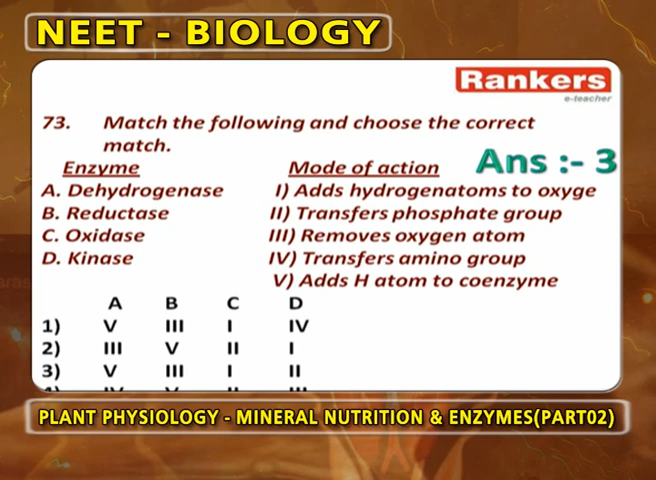 NEET - BIOLOGY
Rankers
e-teacher
73. Match the following and choose the correct
match.
Ans :- 3
Enzyme Mode of action
A. Dehydrogenase I) Adds hydrogenatoms to oxyge
B. Reductase II) Transfers phosphate group
C. Oxidase III) Removes oxygen atom
D. Kinase IV) Transfers amino group
V) Adds H atom to coenzyme
A B C D
1) V III I IV
2) III V II I
3) V III I II
PLANT PHYSIOLOGY - MINERAL NUTRITION & ENZYMES(PART02)